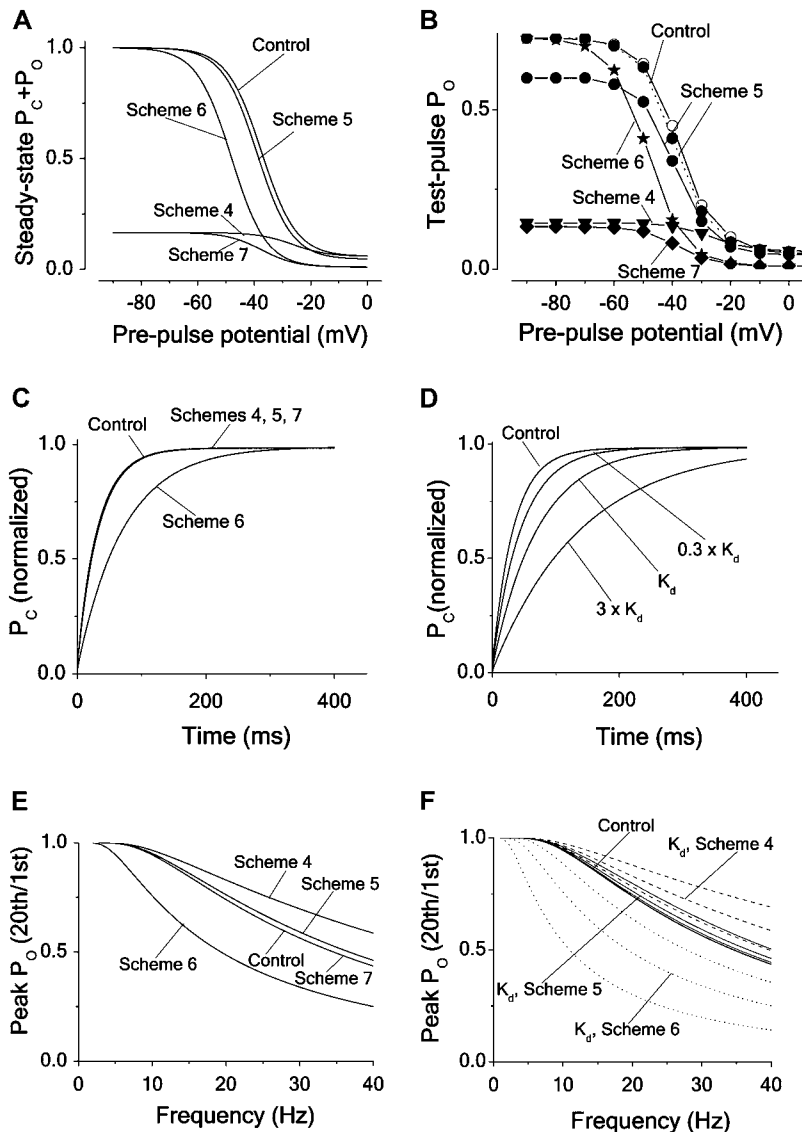 A
Steady-state P_C+P_O
1.0
0.5
0.0
Control
Scheme 6
Scheme 5
Scheme 4
Scheme 7
-80 -60 -40 -20 0
Pre-pulse potential (mV)
B
Test-pulse P_O
0.5
0.0
Control
Scheme 5
Scheme 6
Scheme 4
Scheme 7
-80 -60 -40 -20 0
Pre-pulse potential (mV)
C
P_C (normalized)
1.0
0.5
0.0
Control
Schemes 4, 5, 7
Scheme 6
0 200 400
Time (ms)
D
P_C(normalized)
1.0
0.5
0.0
Control
0.3 x K_d
K_d
3 x K_d
0 200 400
Time (ms)
E
Peak P_O (20th/1st)
1.0
0.5
0.0
Scheme 4
Scheme 5
Control
Scheme 7
Scheme 6
0 10 20 30 40
Frequency (Hz)
F
Peak P_O (20th/1st)
1.0
0.5
0.0
Control
K_d, Scheme 4
K_d, Scheme 5
K_d, Scheme 6
0 10 20 30 40
Frequency (Hz)